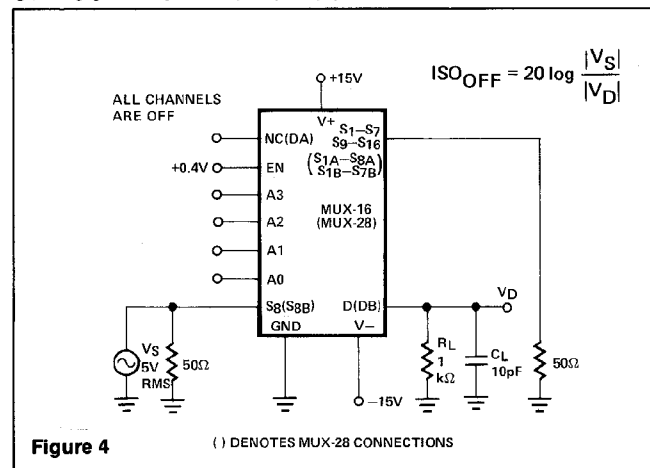 +15V
ISO_OFF = 20 log |V_S| / |V_D|
ALL CHANNELS
ARE OFF
V+
S1–S7
S9–S16
(S1A–S8A)
(S1B–S7B)
NC(DA)
+0.4V
EN
A3
MUX-16
(MUX-28)
A2
A1
A0
S8(S8B)
D(DB)
V_D
GND
V–
V_S
5V
RMS
50Ω
R_L
1
kΩ
C_L
10pF
50Ω
–15V
Figure 4
( ) DENOTES MUX-28 CONNECTIONS